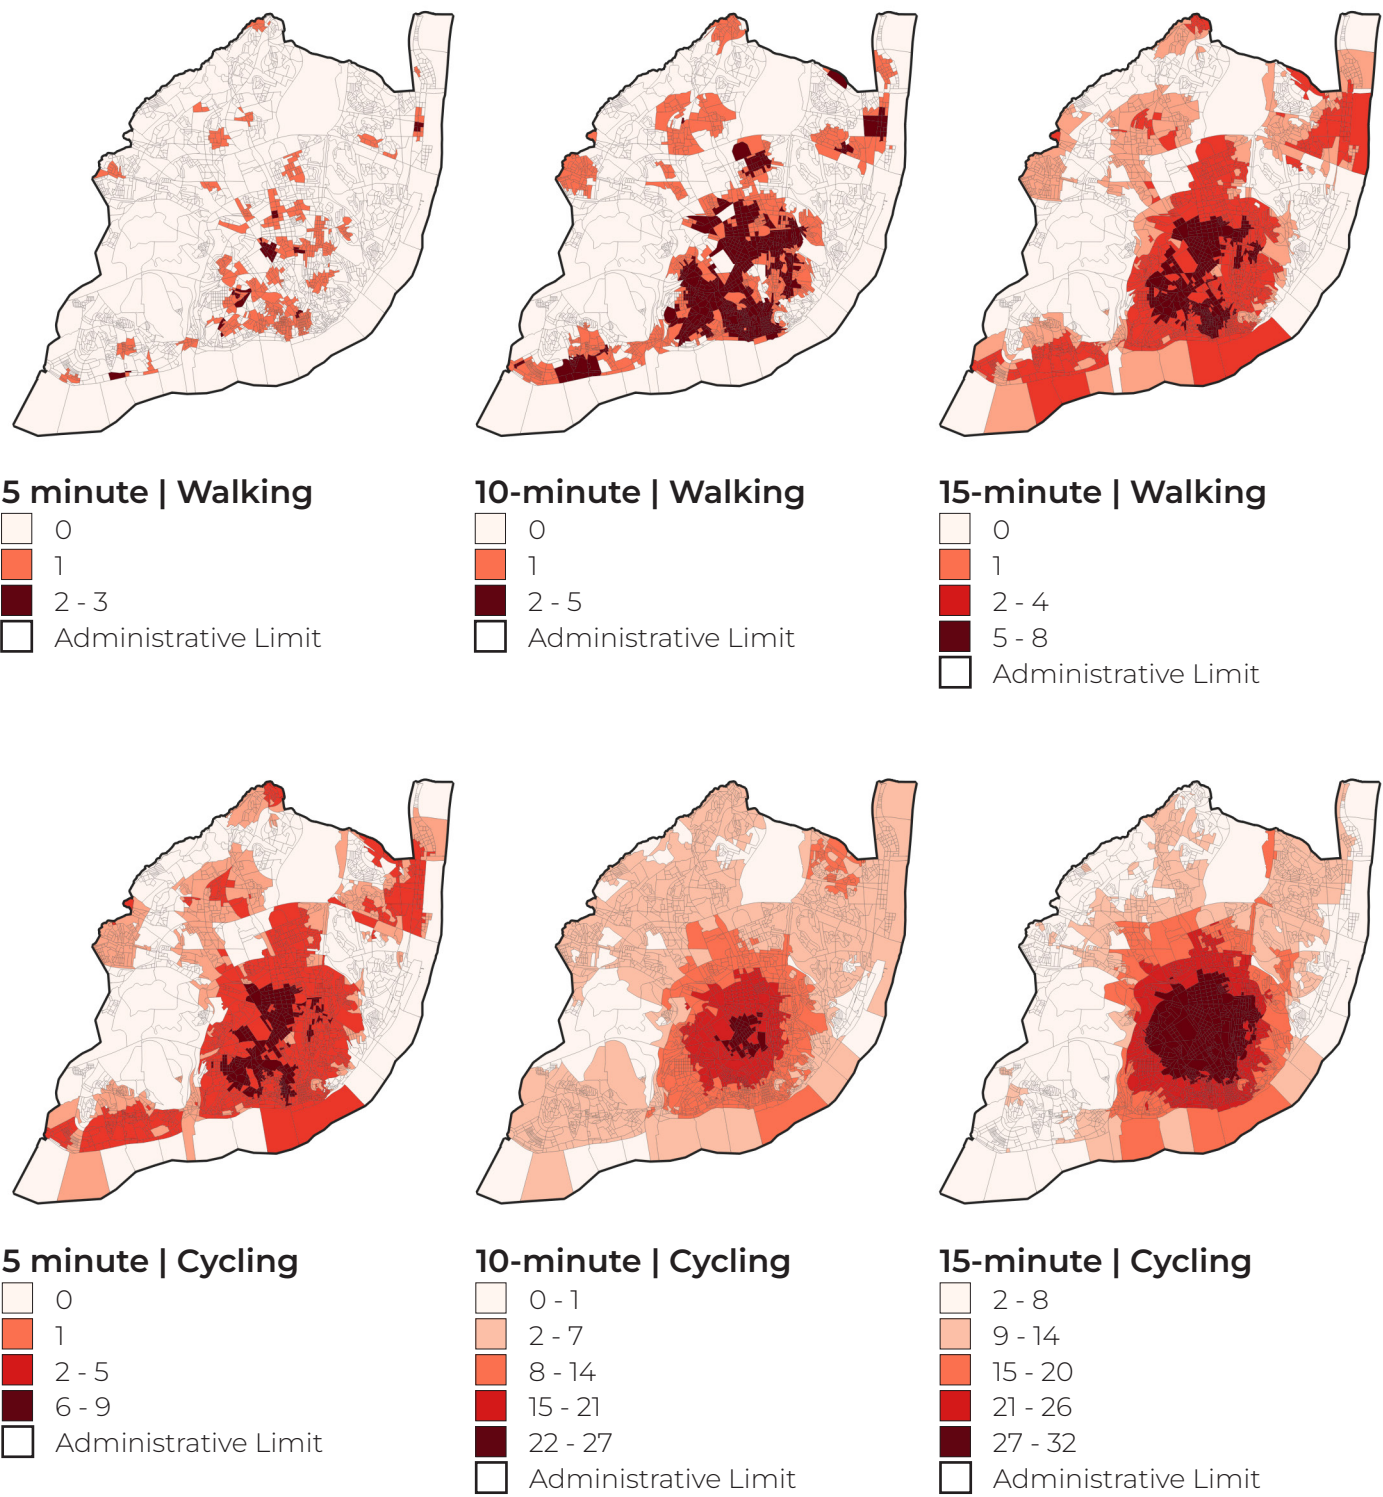 5 minute | Walking
0
1
2 - 3
Administrative Limit
10-minute | Walking
0
1
2 - 5
Administrative Limit
15-minute | Walking
0
1
2 - 4
5 - 8
Administrative Limit
5 minute | Cycling
0
1
2 - 5
6 - 9
Administrative Limit
10-minute | Cycling
0 - 1
2 - 7
8 - 14
15 - 21
22 - 27
Administrative Limit
15-minute | Cycling
2 - 8
9 - 14
15 - 20
21 - 26
27 - 32
Administrative Limit